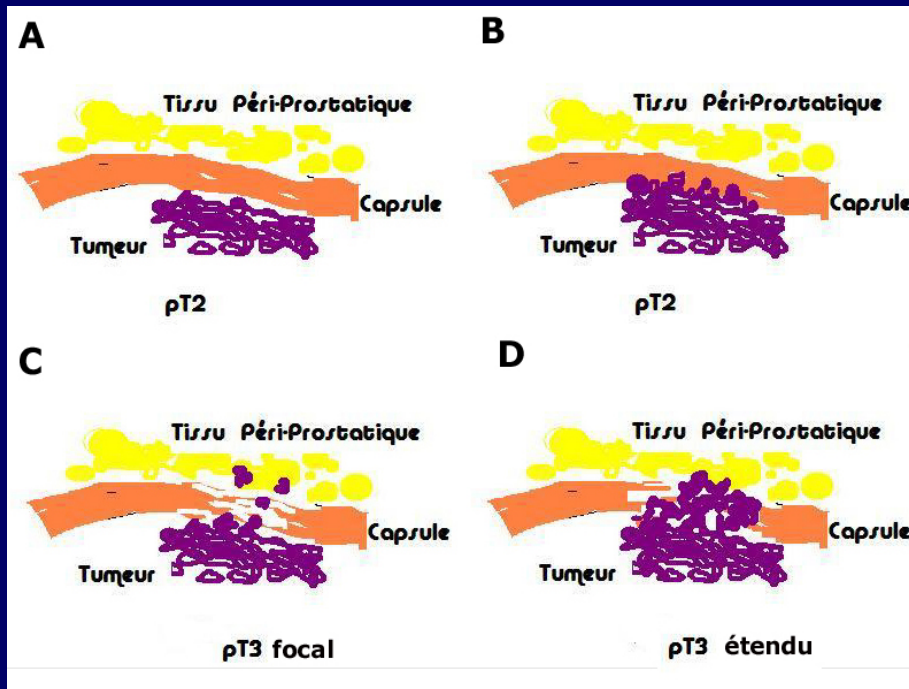 A
Tissu Péri-Prostatique
Capsule
Tumeur
pT2
B
Tissu Péri-Prostatique
Capsule
Tumeur
pT2
C
Tissu Péri-Prostatique
Capsule
Tumeur
pT3 focal
D
Tissu Péri-Prostatique
Capsule
Tumeur
pT3 étendu